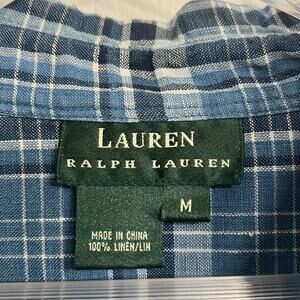 LAUREN
RALPH LAUREN
M
MADE IN CHINA
100% LINEN/LIN